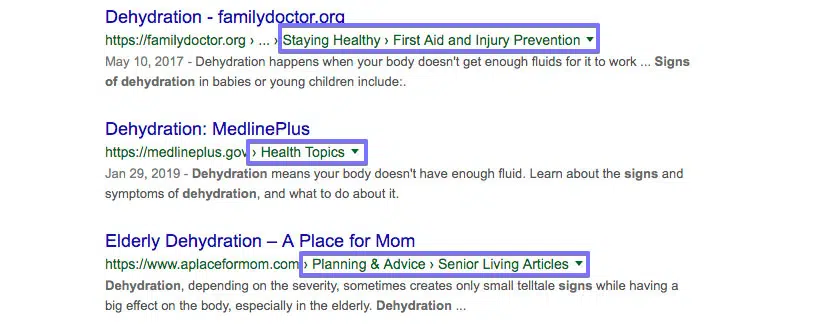 Dehydration - familydoctor.org
https://familydoctor.org › ... › Staying Healthy › First Aid and Injury Prevention ▼
May 10, 2017 - Dehydration happens when your body doesn't get enough fluids for it to work ... Signs
of dehydration in babies or young children include:.
Dehydration: MedlinePlus
https://medlineplus.gov › Health Topics ▼
Jan 29, 2019 - Dehydration means your body doesn't have enough fluid. Learn about the signs and
symptoms of dehydration, and what to do about it.
Elderly Dehydration – A Place for Mom
https://www.aplaceformom.com › Planning & Advice › Senior Living Articles ▼
Dehydration, depending on the severity, sometimes creates only small telltale signs while having a
big effect on the body, especially in the elderly. Dehydration ...